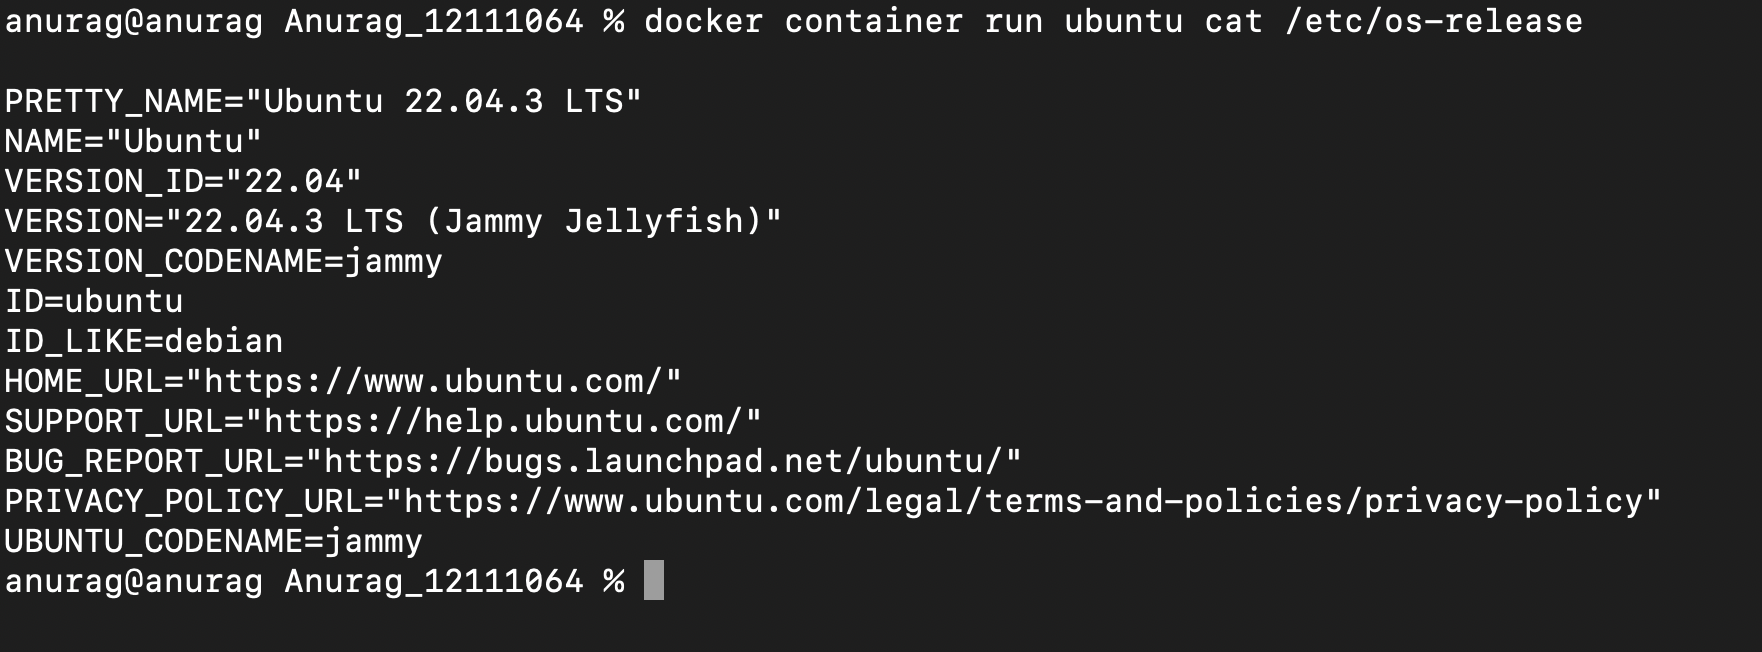 anurag@anurag Anurag_12111064 % docker container run ubuntu cat /etc/os-release
PRETTY_NAME="Ubuntu 22.04.3 LTS"
NAME="Ubuntu"
VERSION_ID="22.04"
VERSION="22.04.3 LTS (Jammy Jellyfish)"
VERSION_CODENAME=jammy
ID=ubuntu
ID_LIKE=debian
HOME_URL="https://www.ubuntu.com/"
SUPPORT_URL="https://help.ubuntu.com/"
BUG_REPORT_URL="https://bugs.launchpad.net/ubuntu/"
PRIVACY_POLICY_URL="https://www.ubuntu.com/legal/terms-and-policies/privacy-policy"
UBUNTU_CODENAME=jammy
anurag@anurag Anurag_12111064 %